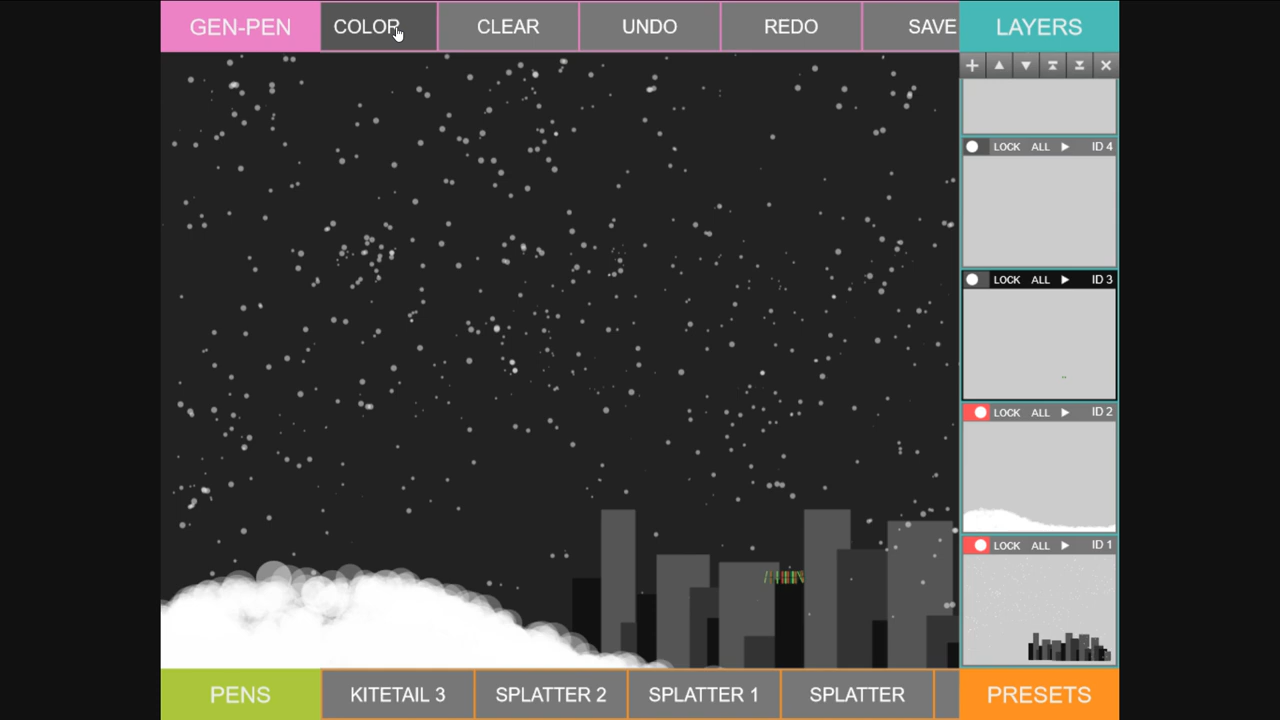 GEN-PEN COLOR CLEAR UNDO REDO SAVE LAYERS
LOCK ALL ID 4
LOCK ALL ID 3
LOCK ALL ID 2
LOCK ALL ID 1
PENS KITETAIL 3 SPLATTER 2 SPLATTER 1 SPLATTER PRESETS